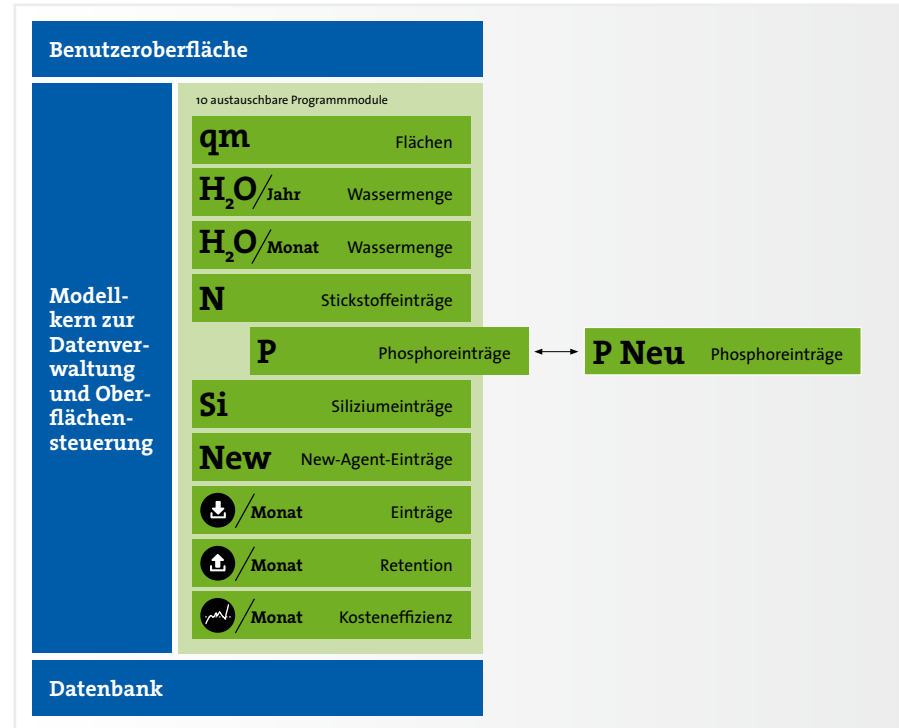 Benutzeroberfläche
10 austauschbare Programmmodule
qm Flächen
H₂O/Jahr Wassermenge
H₂O/Monat Wassermenge
N Stickstoffeinträge
P Phosphoreinträge
P Neu Phosphoreinträge
Si Siliziumeinträge
New New-Agent-Einträge
/Monat Einträge
/Monat Retention
/Monat Kosteneffizienz
Modell-
kern zur
Datenver-
waltung
und Ober-
flächen-
steuerung
Datenbank